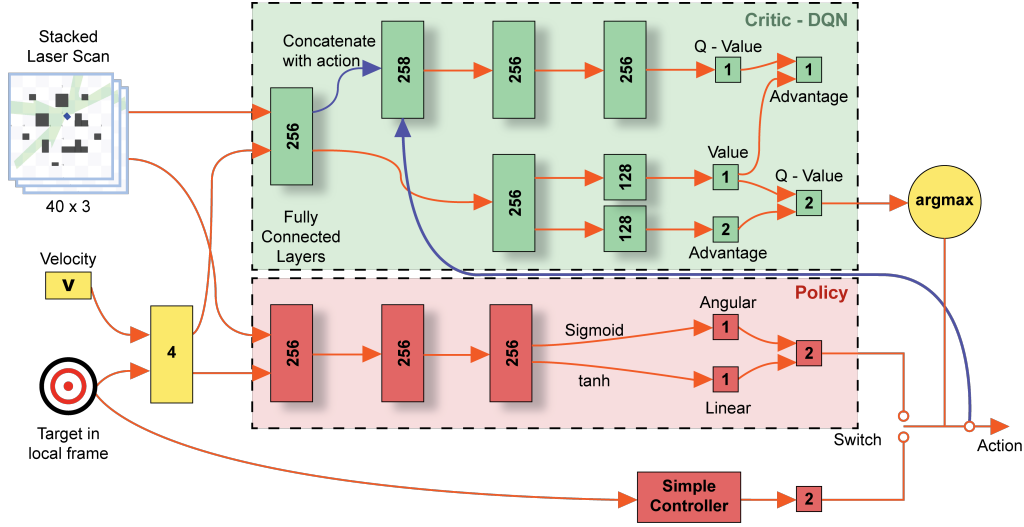 Critic - DQN
Stacked
Laser Scan
40 x 3
Concatenate
with action
256
258
256
256
Q - Value
1
1
Advantage
256
128
128
Value
1
2
Advantage
Q - Value
2
argmax
Fully
Connected
Layers
Velocity
v
4
Target in
local frame
Policy
256
256
256
Sigmoid
tanh
Angular
1
1
Linear
2
Switch
Action
Simple
Controller
2